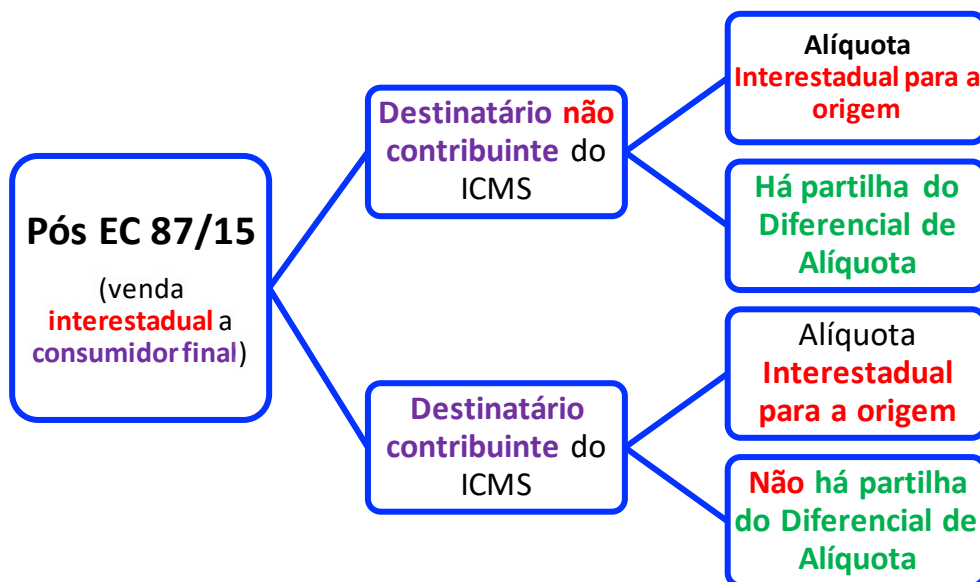 Pós EC 87/15
(venda
interestadual a
consumidor final)
Destinatário não
contribuinte do
ICMS
Alíquota
Interestadual para a
origem
Há partilha do
Diferencial de
Alíquota
Destinatário
contribuinte do
ICMS
Alíquota
Interestadual
para a origem
Não há partilha
do Diferencial de
Alíquota